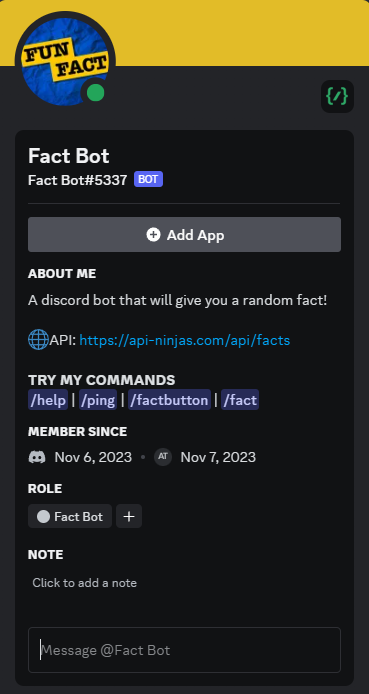 FUN
FACT
{/}
Fact Bot
Fact Bot#5337 BOT
Add App
ABOUT ME
A discord bot that will give you a random fact!
API: https://api-ninjas.com/api/facts
TRY MY COMMANDS
/help | /ping | /factbutton | /fact
MEMBER SINCE
Nov 6, 2023 • AT Nov 7, 2023
ROLE
Fact Bot +
NOTE
Click to add a note
Message @Fact Bot